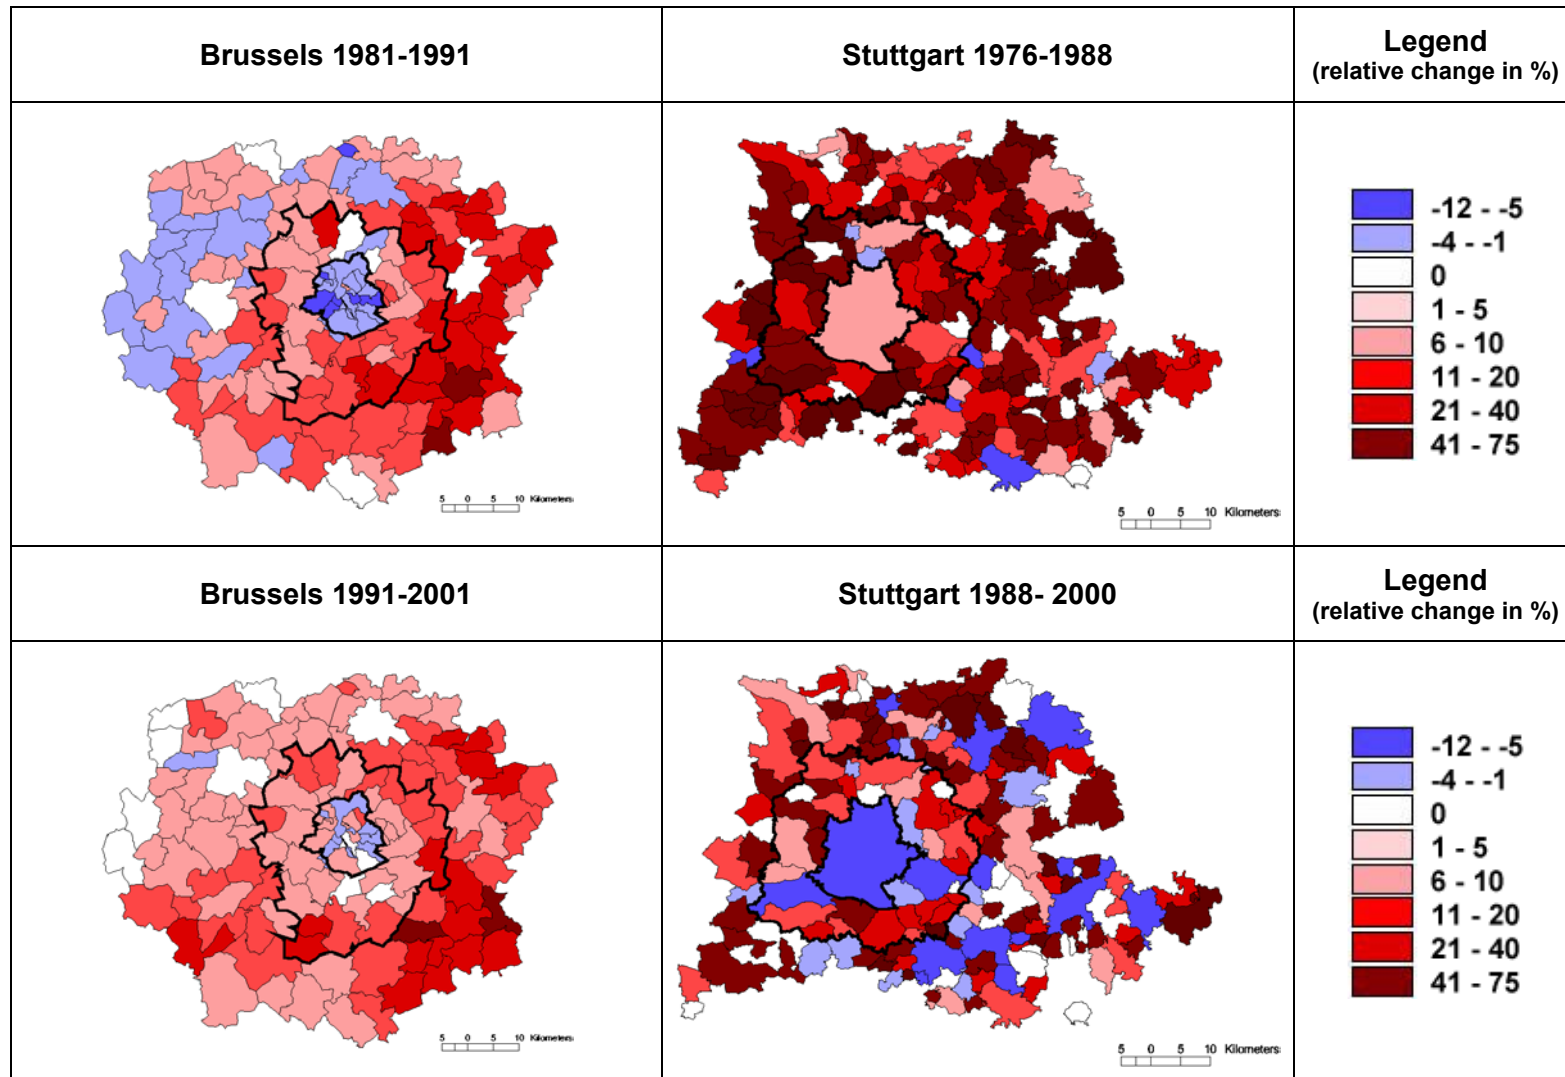 Brussels 1981-1991
Stuttgart 1976-1988
Legend
(relative change in %)
-12 - -5
-4 - -1
0
1 - 5
6 - 10
11 - 20
21 - 40
41 - 75
5 0 5 10 Kilometers
5 0 5 10 Kilometers
Brussels 1991-2001
Stuttgart 1988- 2000
Legend
(relative change in %)
-12 - -5
-4 - -1
0
1 - 5
6 - 10
11 - 20
21 - 40
41 - 75
5 0 5 10 Kilometers
5 0 5 10 Kilometers